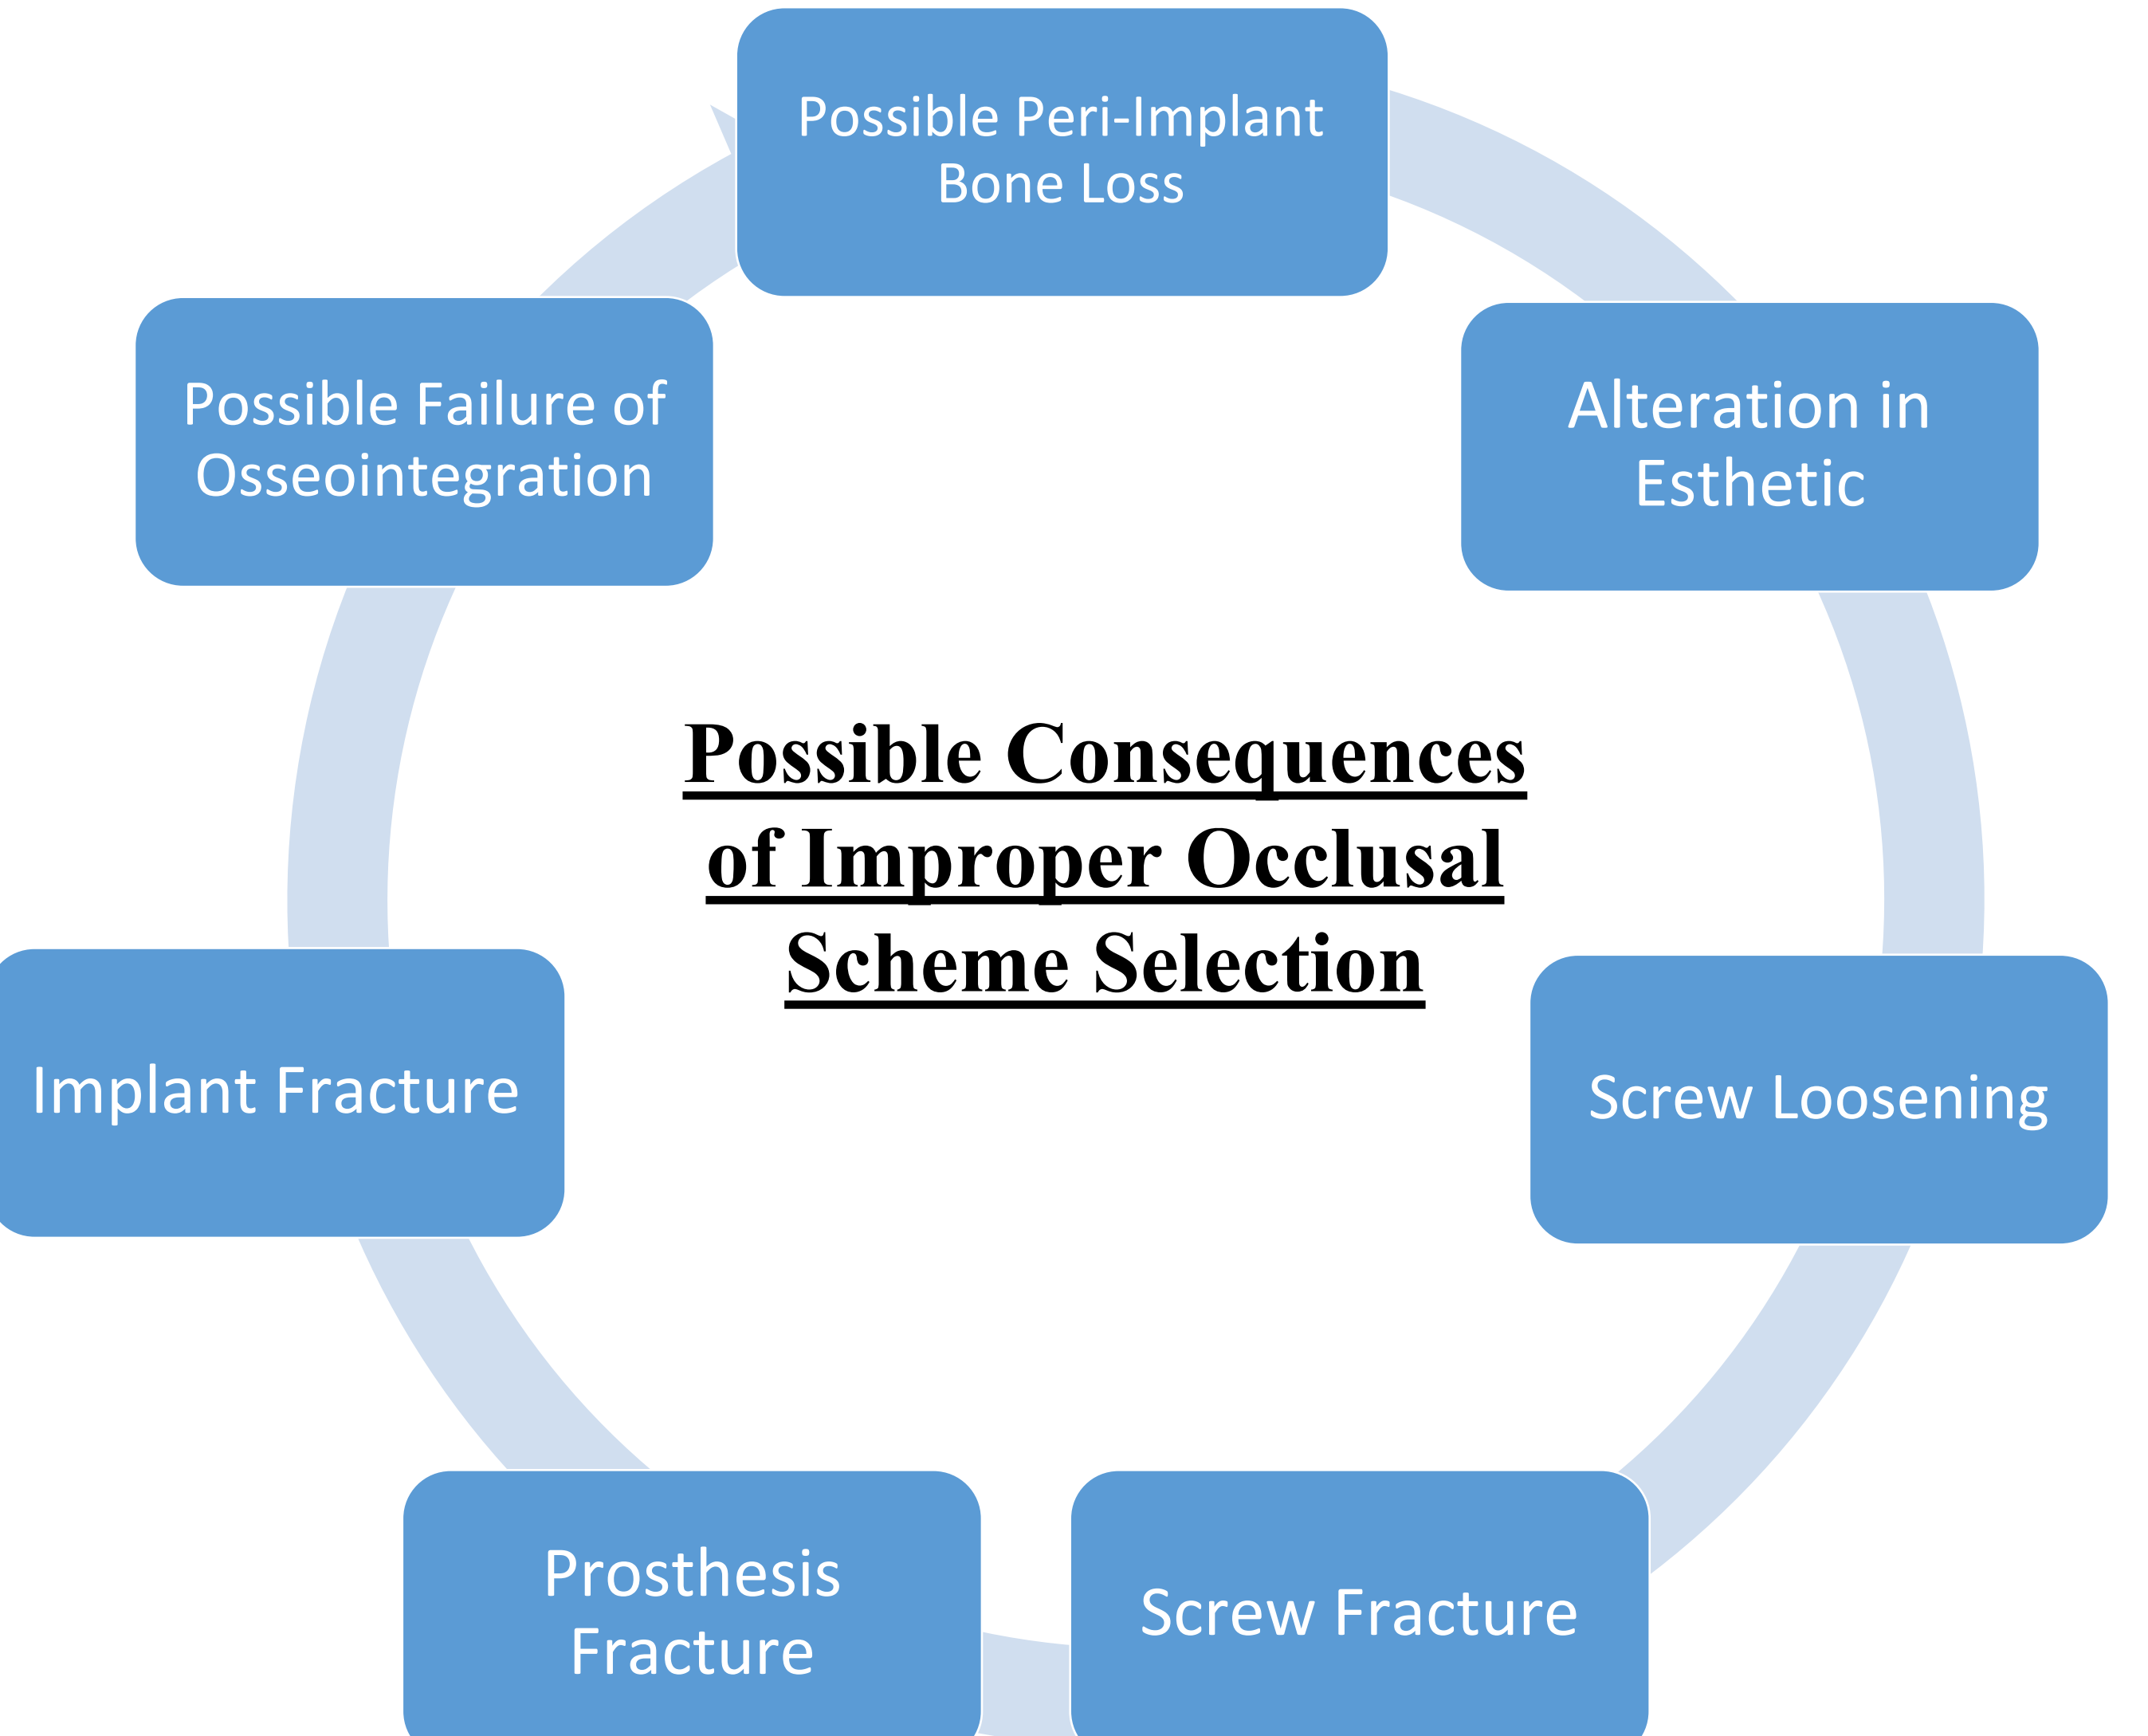 Possible Peri-Implant
Bone Loss
Alteration in
Esthetic
Screw Loosening
Screw Fracture
Prosthesis
Fracture
Implant Fracture
Possible Failure of
Osseointegration
Possible Consequences
of Improper Occlusal
Scheme Selection